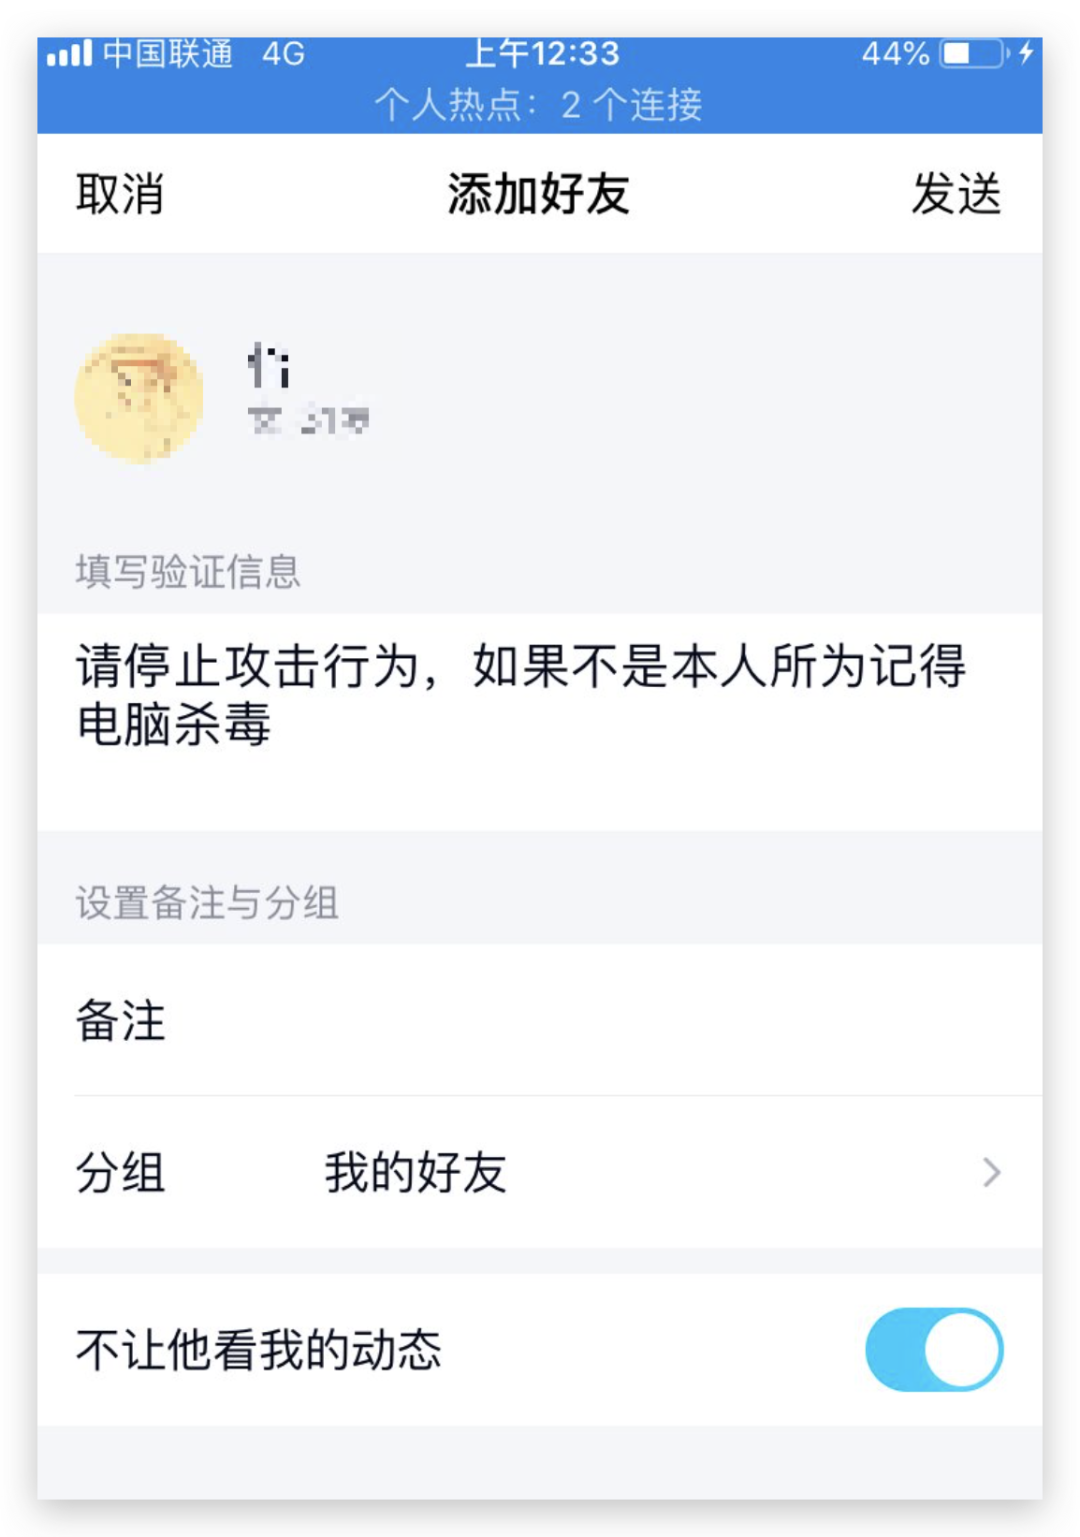 中国联通 4G 上午12:33 44%
个人热点：2 个连接
取消 添加好友 发送
填写验证信息
请停止攻击行为，如果不是本人所为记得
电脑杀毒
设置备注与分组
备注
分组 我的好友
不让他看我的动态